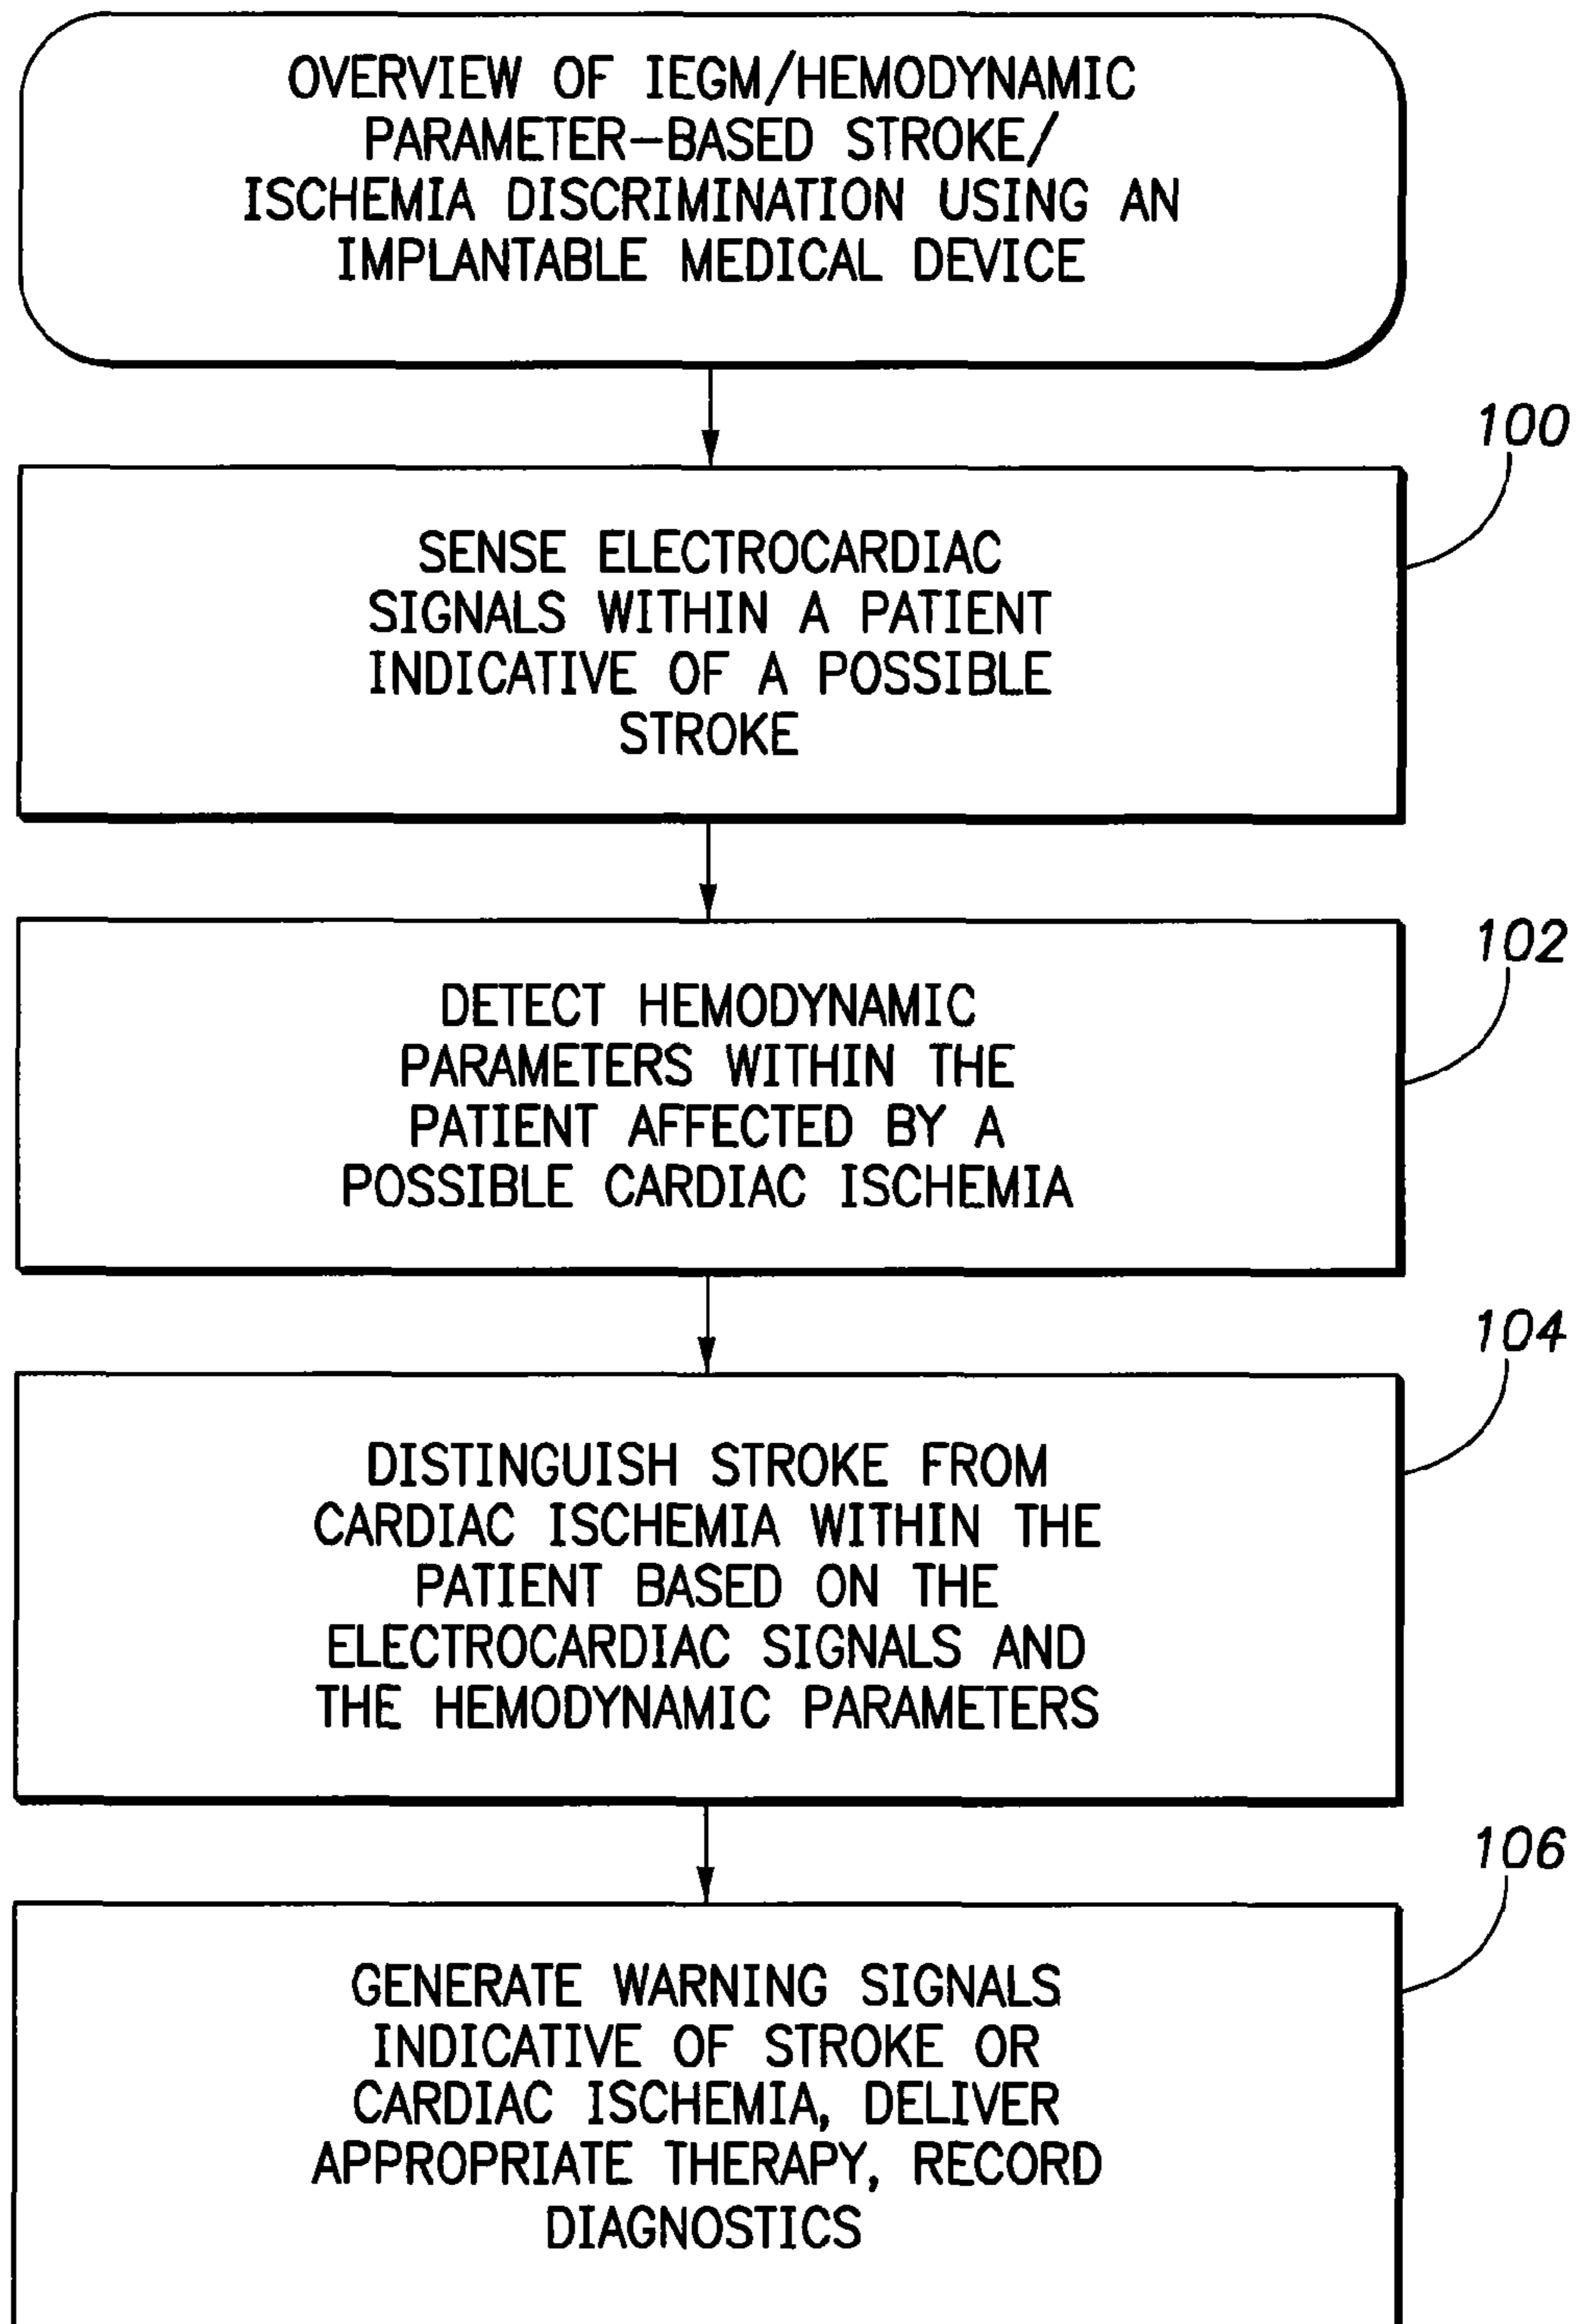 OVERVIEW OF IEGM/HEMODYNAMIC
PARAMETER-BASED STROKE/
ISCHEMIA DISCRIMINATION USING AN
IMPLANTABLE MEDICAL DEVICE
100
SENSE ELECTROCARDIAC
SIGNALS WITHIN A PATIENT
INDICATIVE OF A POSSIBLE
STROKE
102
DETECT HEMODYNAMIC
PARAMETERS WITHIN THE
PATIENT AFFECTED BY A
POSSIBLE CARDIAC ISCHEMIA
104
DISTINGUISH STROKE FROM
CARDIAC ISCHEMIA WITHIN THE
PATIENT BASED ON THE
ELECTROCARDIAC SIGNALS AND
THE HEMODYNAMIC PARAMETERS
106
GENERATE WARNING SIGNALS
INDICATIVE OF STROKE OR
CARDIAC ISCHEMIA, DELIVER
APPROPRIATE THERAPY, RECORD
DIAGNOSTICS